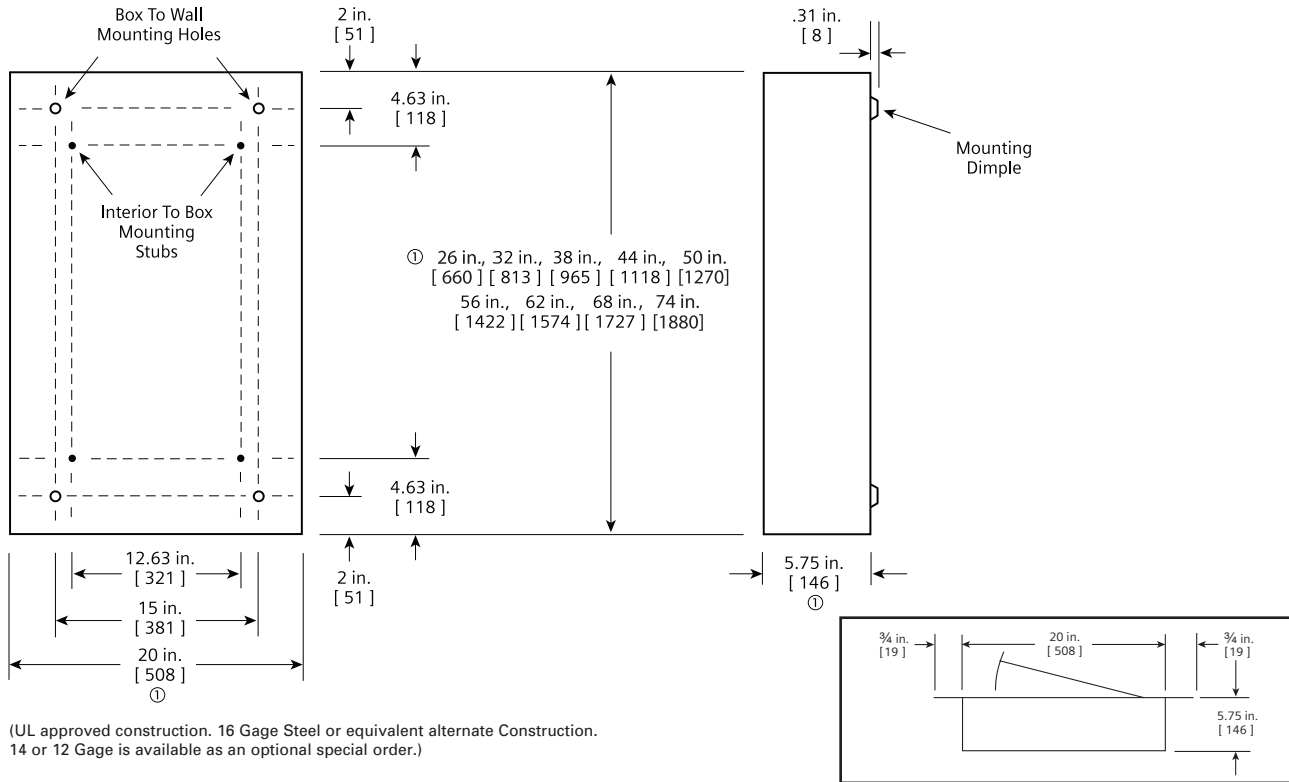 Box To Wall
Mounting Holes
2 in.
[ 51 ]
.31 in.
[ 8 ]
4.63 in.
[ 118 ]
Mounting
Dimple
Interior To Box
Mounting
Stubs
① 26 in., 32 in., 38 in., 44 in., 50 in.
[ 660 ] [ 813 ] [ 965 ] [ 1118 ] [1270]
56 in., 62 in., 68 in., 74 in.
[ 1422 ] [ 1574 ] [ 1727 ] [1880]
4.63 in.
[ 118 ]
12.63 in.
[ 321 ]
2 in.
[ 51 ]
5.75 in.
[ 146 ]
①
15 in.
[ 381 ]
20 in.
[ 508 ]
①
¾ in.
[19 ]
20 in.
[ 508 ]
¾ in.
[19 ]
5.75 in.
[ 146 ]
(UL approved construction. 16 Gage Steel or equivalent alternate Construction.
14 or 12 Gage is available as an optional special order.)